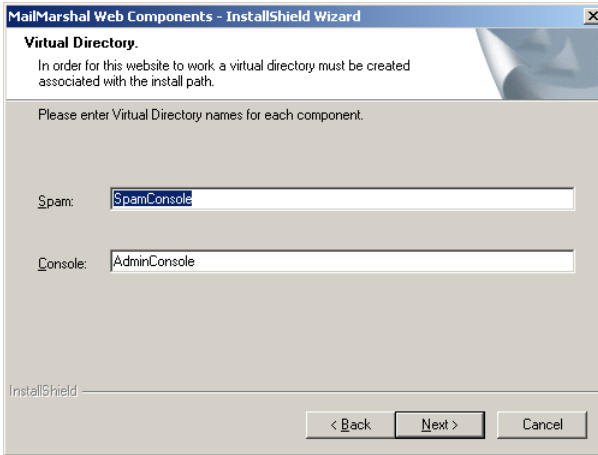 MailMarshal Web Components - InstallShield Wizard
Virtual Directory.
In order for this website to work a virtual directory must be created
associated with the install path.
Please enter Virtual Directory names for each component.
Spam: SpamConsole
Console: AdminConsole
InstallShield
< Back Next > Cancel